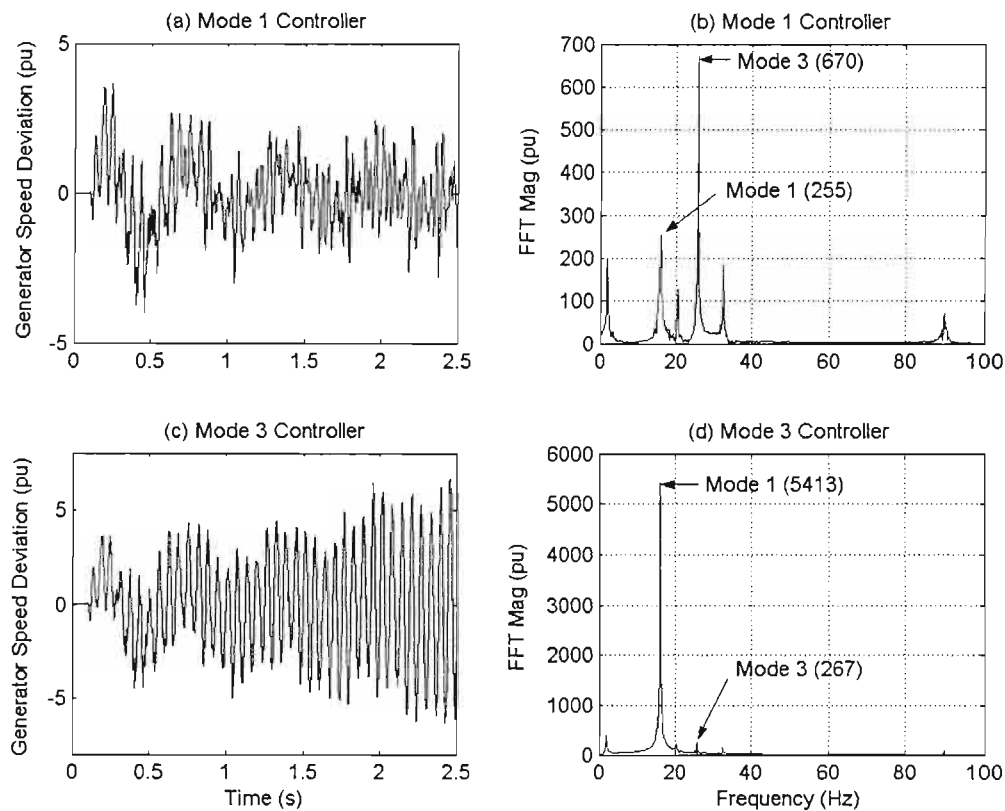 (a) Mode 1 Controller
Generator Speed Deviation (pu)
5
0
-5
0 0.5 1 1.5 2 2.5
(b) Mode 1 Controller
FFT Mag (pu)
700
600
500
400
300
200
100
0
0 20 40 60 80 100
Mode 3 (670)
Mode 1 (255)
(c) Mode 3 Controller
Generator Speed Deviation (pu)
5
0
-5
0 0.5 1 1.5 2 2.5
Time (s)
(d) Mode 3 Controller
FFT Mag (pu)
6000
5000
4000
3000
2000
1000
0
0 20 40 60 80 100
Frequency (Hz)
Mode 1 (5413)
Mode 3 (267)